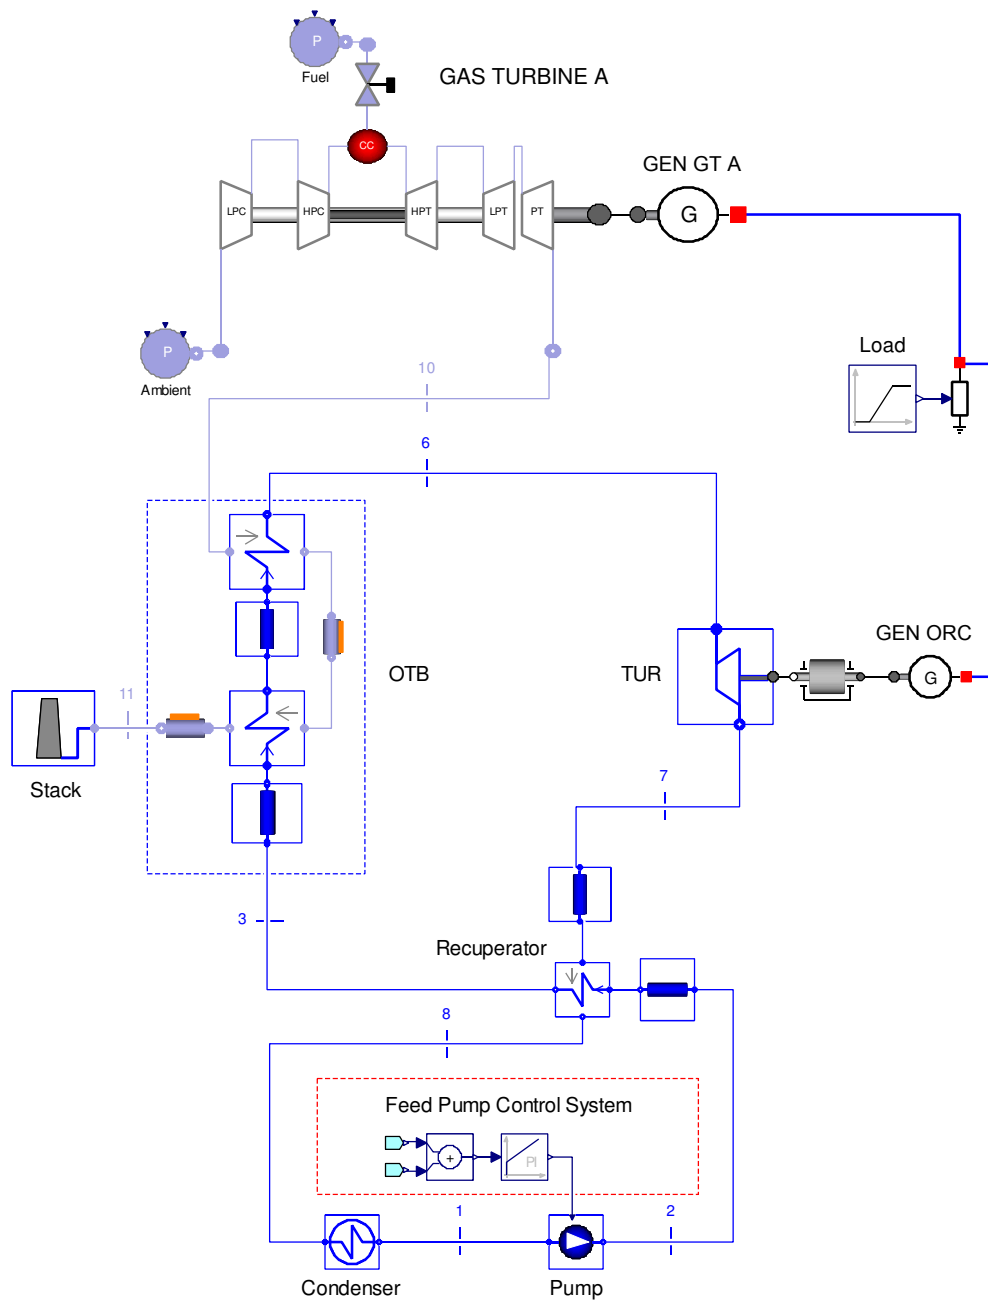 P
Fuel
GAS TURBINE A
CC
GEN GT A
LPC
HPC
HPT
LPT
PT
G
P
Ambient
Load
10
6
OTB
TUR
GEN ORC
G
11
Stack
7
3
Recuperator
8
Feed Pump Control System
+
PI
1
2
Condenser
Pump